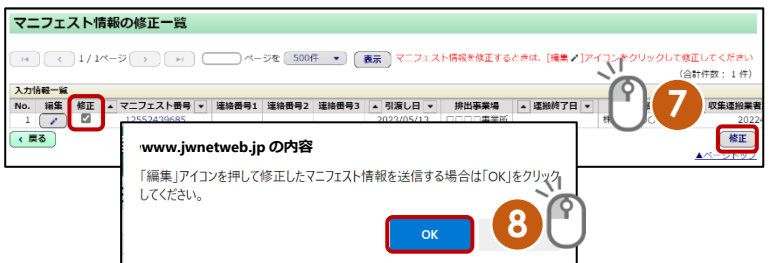 マニフェスト情報の修正一覧
1 / 1ページ ページを 500件 表示 マニフェスト情報を修正するときは、[編集]アイコンをクリックして修正してください
(合計件数： 1 件)
入力情報一覧
No. 編集 修正 マニフェスト番号 連絡番号1 連絡番号2 連絡番号3 引渡し日 排出事業場 運搬終了日 収集運搬業者
1 12552439685 2023/05/13 □□□□事業所 株 20224
戻る
修正
▲ページトップ
7
www.jwnetweb.jp の内容
「編集」アイコンを押して修正したマニフェスト情報を送信する場合は「OK」をクリック
してください。
OK
8